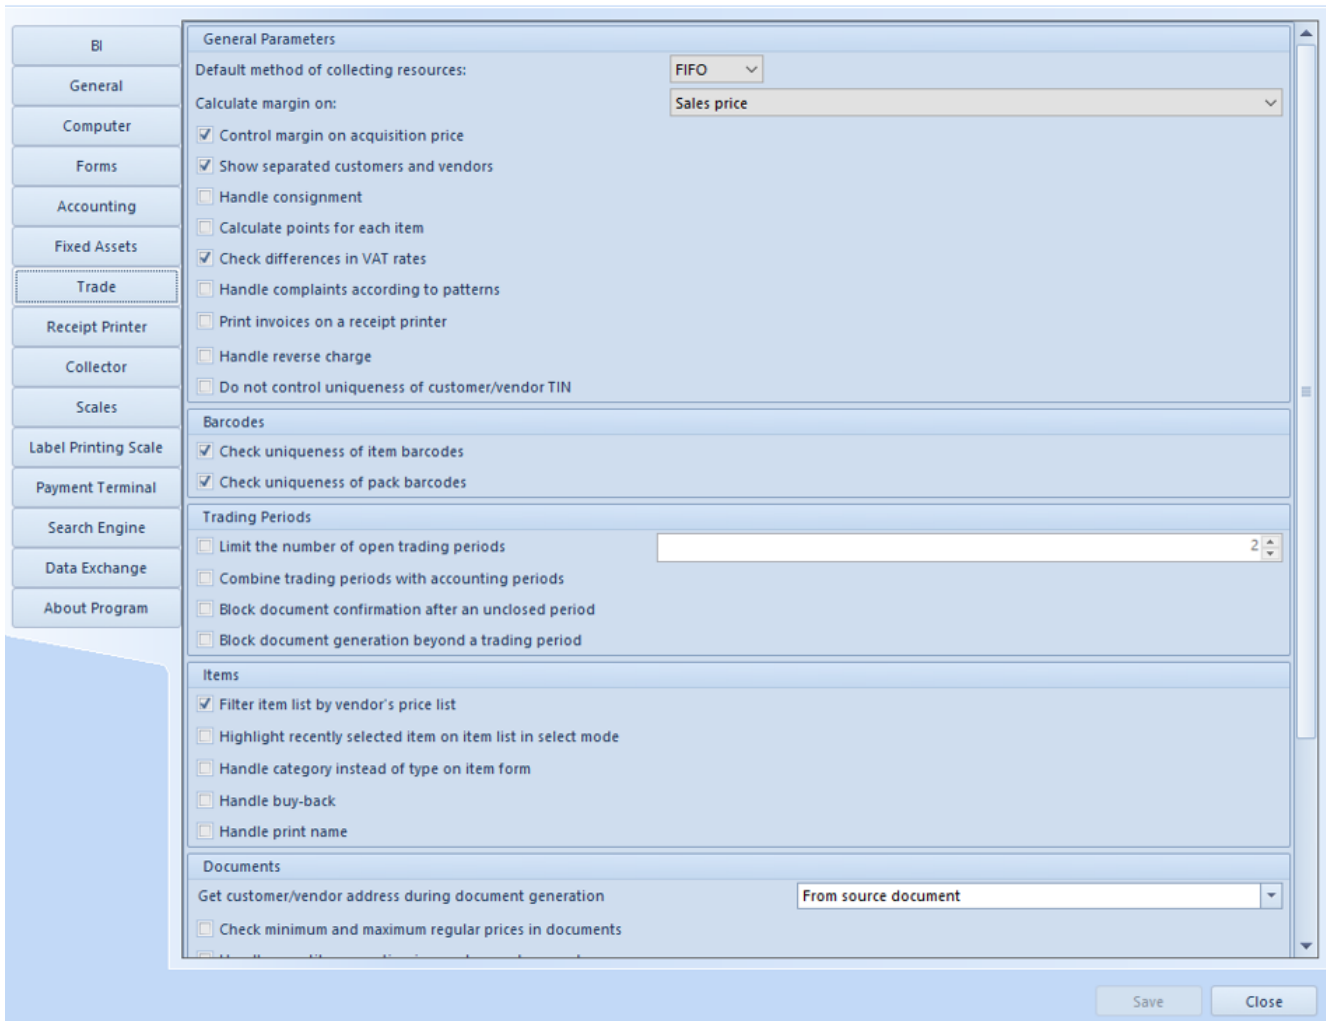 BI
General
Computer
Forms
Accounting
Fixed Assets
Trade
Receipt Printer
Collector
Scales
Label Printing Scale
Payment Terminal
Search Engine
Data Exchange
About Program
General Parameters
Default method of collecting resources: FIFO
Calculate margin on: Sales price
Control margin on acquisition price
Show separated customers and vendors
Handle consignment
Calculate points for each item
Check differences in VAT rates
Handle complaints according to patterns
Print invoices on a receipt printer
Handle reverse charge
Do not control uniqueness of customer/vendor TIN
Barcodes
Check uniqueness of item barcodes
Check uniqueness of pack barcodes
Trading Periods
Limit the number of open trading periods 2
Combine trading periods with accounting periods
Block document confirmation after an unclosed period
Block document generation beyond a trading period
Items
Filter item list by vendor's price list
Highlight recently selected item on item list in select mode
Handle category instead of type on item form
Handle buy-back
Handle print name
Documents
Get customer/vendor address during document generation From source document
Check minimum and maximum regular prices in documents
Save Close